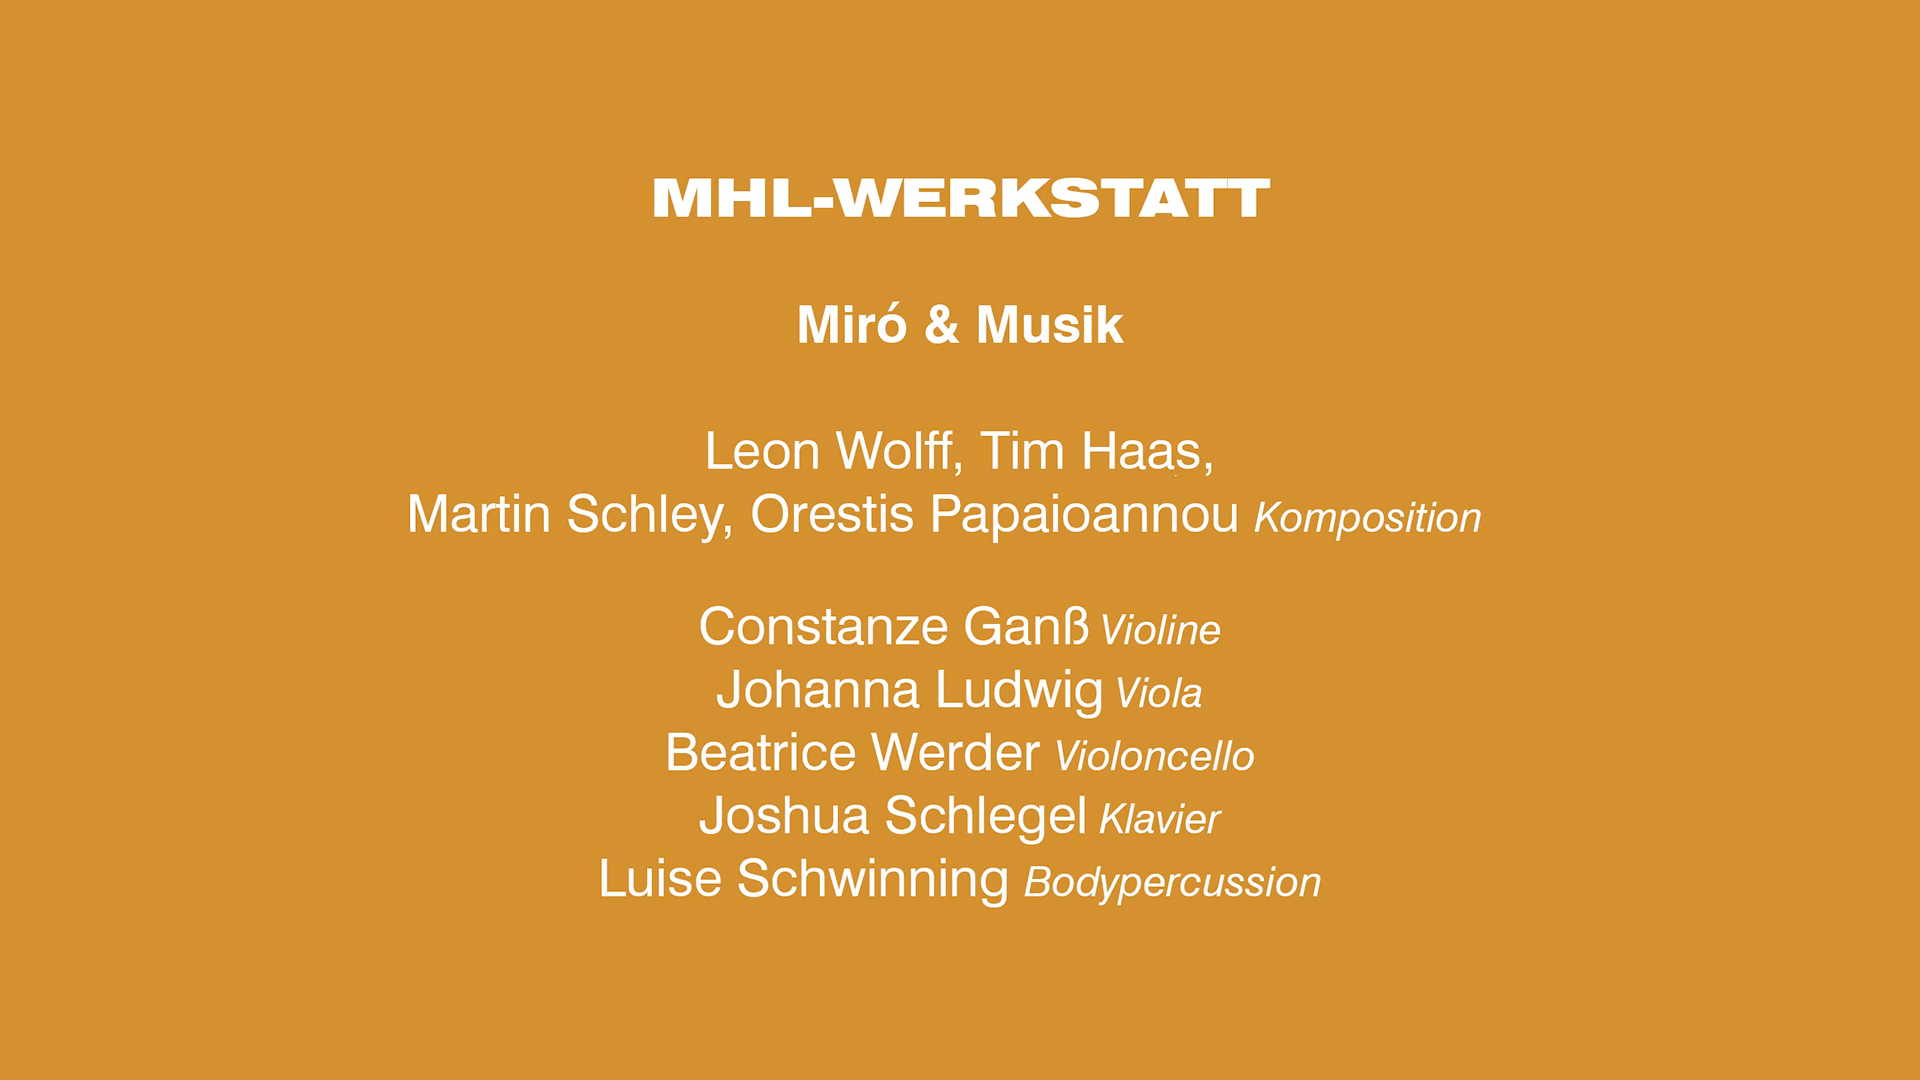 MHL-WERKSTATT
Miró & Musik
Leon Wolff, Tim Haas,
Martin Schley, Orestis Papaioannou Komposition
Constanze Ganß Violine
Johanna Ludwig Viola
Beatrice Werder Violoncello
Joshua Schlegel Klavier
Luise Schwinning Bodypercussion